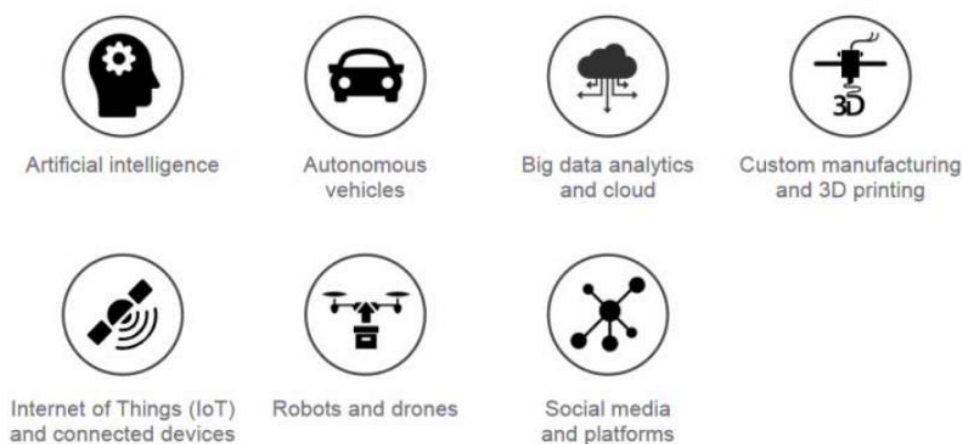 3D
Artificial intelligence
Autonomous
vehicles
Big data analytics
and cloud
Custom manufacturing
and 3D printing
Internet of Things (IoT)
and connected devices
Robots and drones
Social media
and platforms